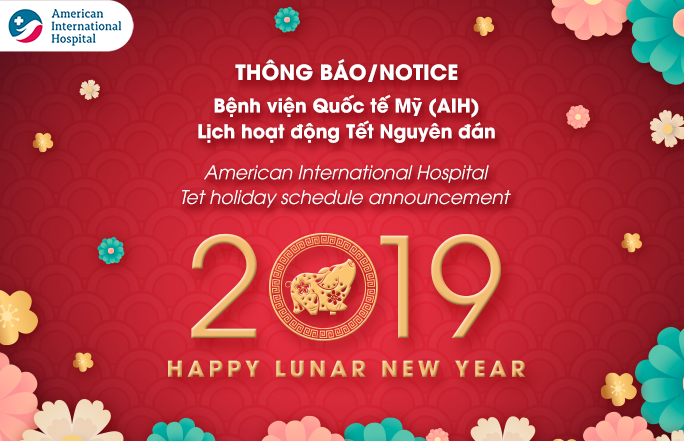 American
International
Hospital
THÔNG BÁO/NOTICE
Bệnh viện Quốc tế Mỹ (AIH)
Lịch hoạt động Tết Nguyên đán
American International Hospital
Tet holiday schedule announcement
2019
HAPPY LUNAR NEW YEAR